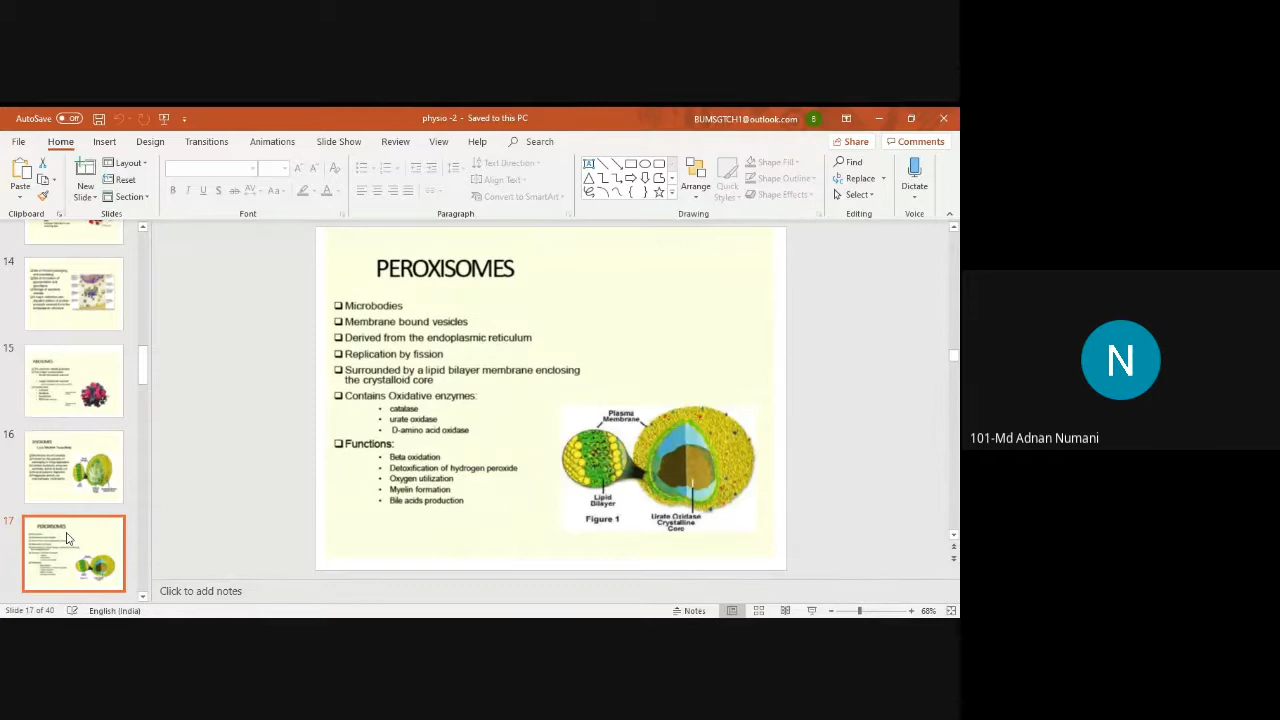 AutoSave Off
physio -2 - Saved to this PC
BUMSGTCH1@outlook.com
B
File Home Insert Design Transitions Animations Slide Show Review View Help Search
Share Comments
Paste
Clipboard
New
Slide
Layout
Reset
Section
Slides
B I U S ab AV Aa A
Font
Text Direction
Align Text
Convert to SmartArt
Paragraph
Arrange
Quick
Styles
Shape Fill
Shape Outline
Shape Effects
Drawing
Find
Replace
Select
Editing
Dictate
Voice
14
15
16
17
PEROXISOMES
PEROXISOMES
Microbodies
Membrane bound vesicles
Derived from the endoplasmic reticulum
Replication by fission
Surrounded by a lipid bilayer membrane enclosing
the crystalloid core
Contains Oxidative enzymes:
• catalase
• urate oxidase
• D-amino acid oxidase
Functions:
• Beta oxidation
• Detoxification of hydrogen peroxide
• Oxygen utilization
• Myelin formation
• Bile acids production
Plasma
Membrane
Lipid
Bilayer
Figure 1
Urate Oxidase
Crystalline
Core
Click to add notes
Slide 17 of 40
English (India)
Notes
68%
N
101-Md Adnan Numani